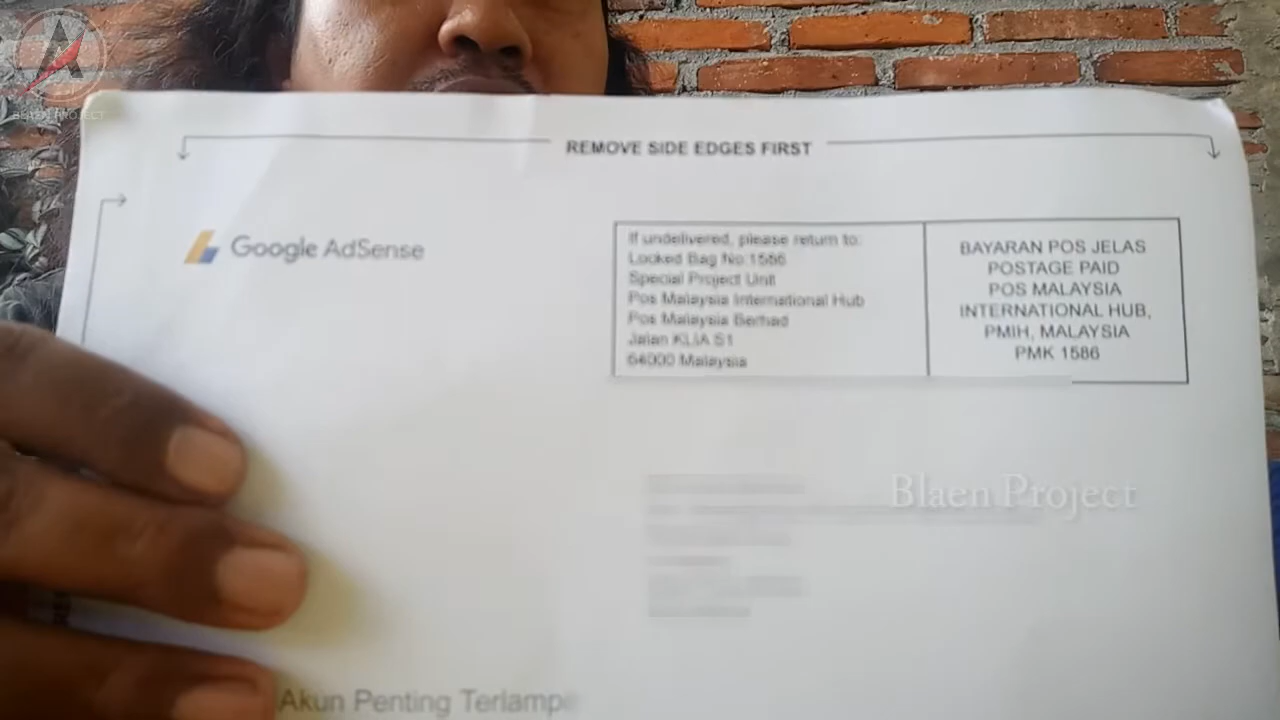 BLAEN PROJECT
REMOVE SIDE EDGES FIRST
Google AdSense
If undelivered, please return to:
Locked Bag No:1586
Special Project Unit
Pos Malaysia International Hub
Pos Malaysia Berhad
Jalan KLIA S1
64000 Malaysia
BAYARAN POS JELAS
POSTAGE PAID
POS MALAYSIA
INTERNATIONAL HUB,
PMIH, MALAYSIA
PMK 1586
Blaen Project
Akun Penting